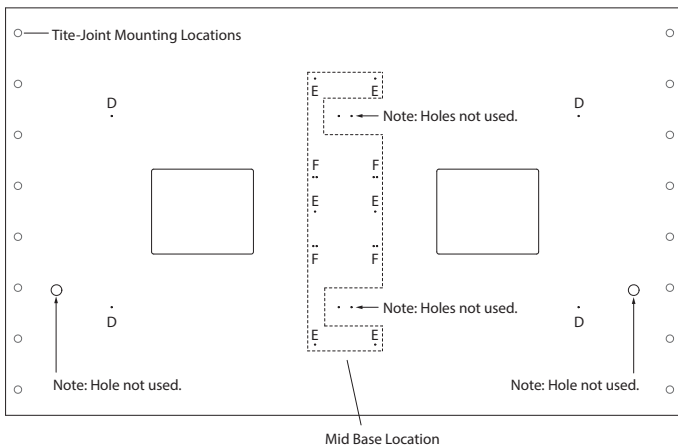 Tite-Joint Mounting Locations
E E
D D
Note: Holes not used.
F F
E E
F F
Note: Holes not used.
D D
E E
Note: Hole not used.
Note: Hole not used.
Mid Base Location